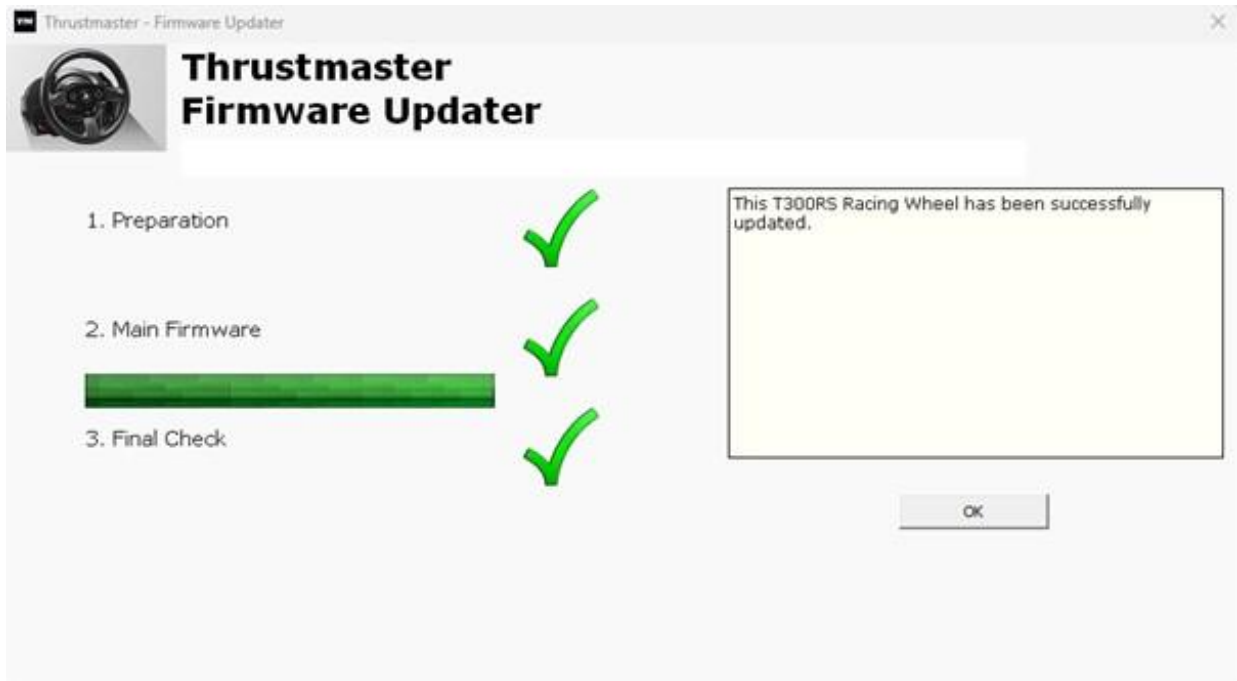 Thrustmaster - Firmware Updater
Thrustmaster
Firmware Updater
1. Preparation
2. Main Firmware
3. Final Check
This T300RS Racing Wheel has been successfully
updated.
OK